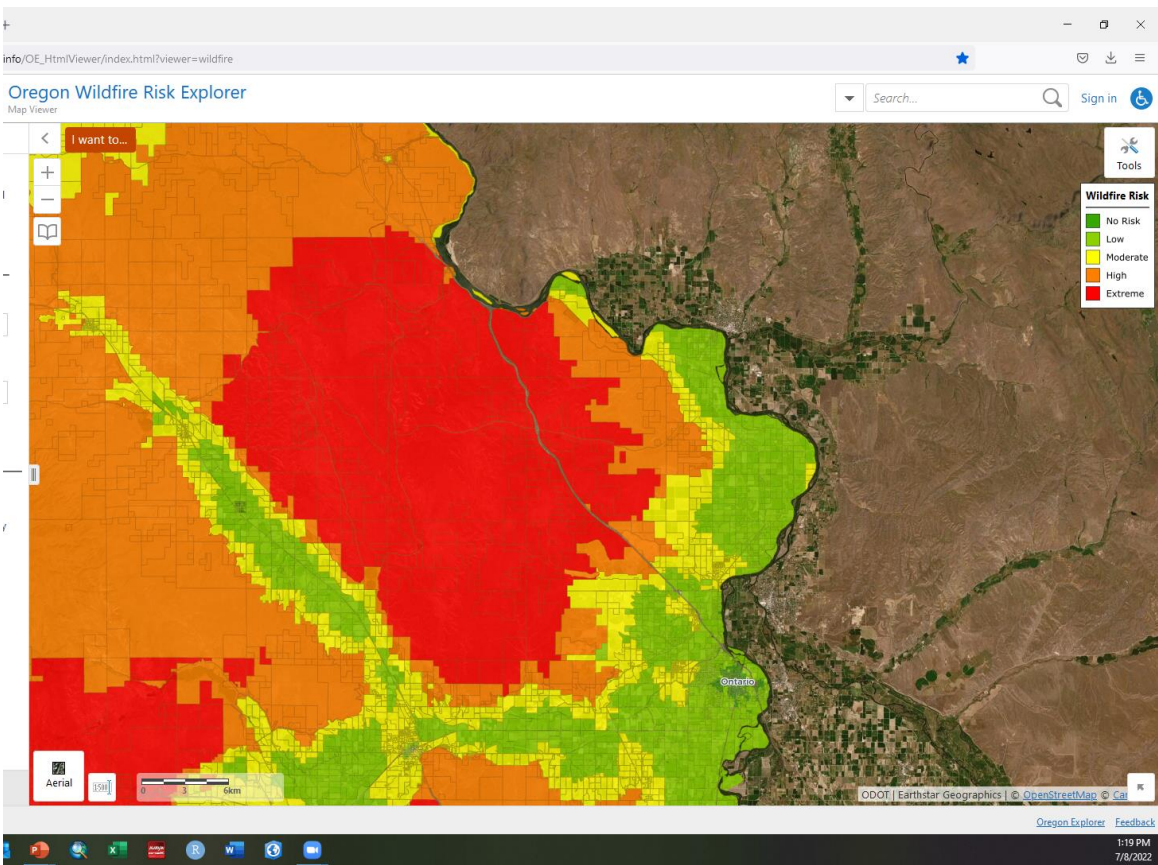 info/OE_HtmlViewer/index.html?viewer=wildfire
Oregon Wildfire Risk Explorer
Map Viewer
Search...
Sign in
I want to...
Tools
Wildfire Risk
No Risk
Low
Moderate
High
Extreme
Ontario
Aerial
0 3 6km
ODOT | Earthstar Geographics | © OpenStreetMap ©
Oregon Explorer Feedback
1:19 PM
7/8/2022